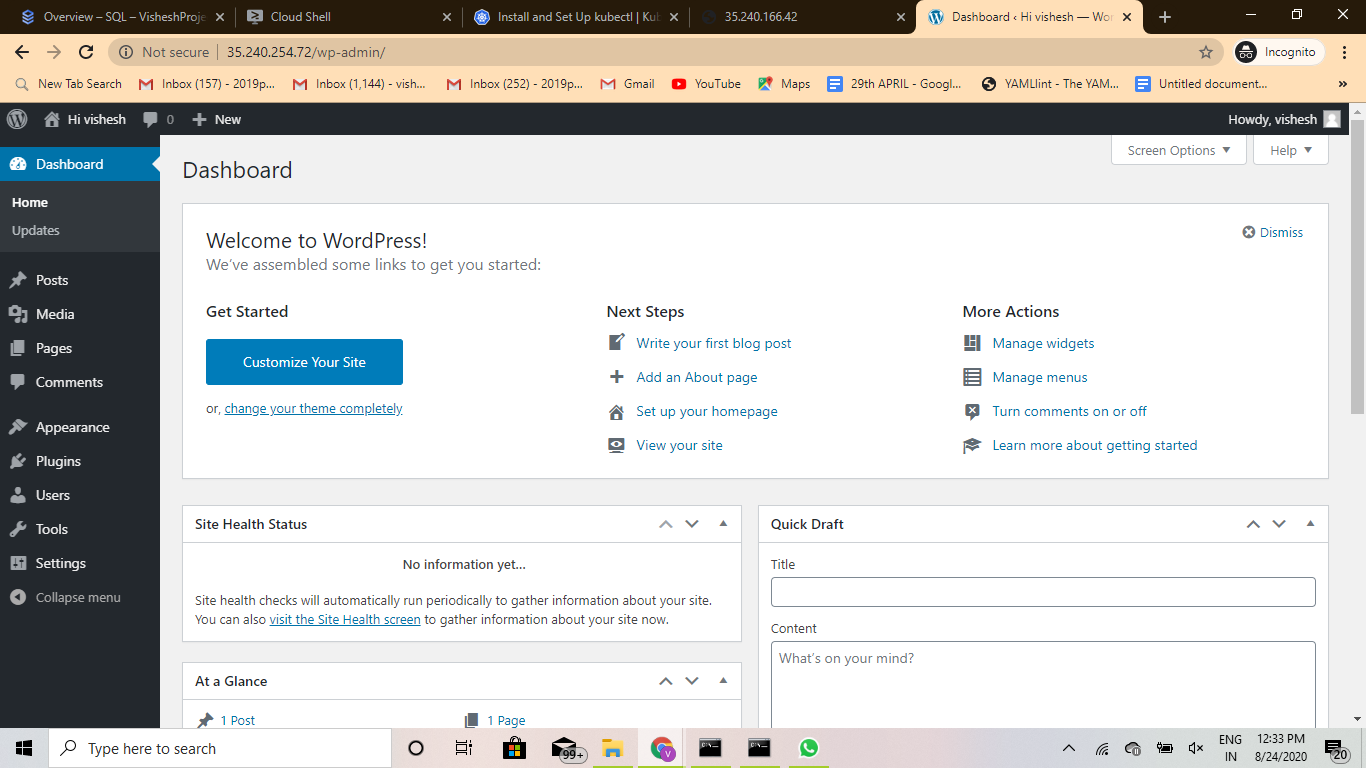 Overview – SQL – VisheshProje
Cloud Shell
Install and Set Up kubectl | Kub
35.240.166.42
Dashboard ‹ Hi vishesh — Wor
Not secure
35.240.254.72/wp-admin/
Incognito
New Tab Search
Inbox (157) - 2019p...
Inbox (1,144) - vish...
Inbox (252) - 2019p...
Gmail
YouTube
Maps
29th APRIL - Googl...
YAMLlint - The YAM...
Untitled document...
»
Hi vishesh
0
New
Howdy, vishesh
Dashboard
Home
Updates
Posts
Media
Pages
Comments
Appearance
Plugins
Users
Tools
Settings
Collapse menu
Screen Options
Help
Dashboard
Welcome to WordPress!
We've assembled some links to get you started:
Dismiss
Get Started
Customize Your Site
or, change your theme completely
Next Steps
Write your first blog post
Add an About page
Set up your homepage
View your site
More Actions
Manage widgets
Manage menus
Turn comments on or off
Learn more about getting started
Site Health Status
No information yet...
Site health checks will automatically run periodically to gather information about your site.
You can also visit the Site Health screen to gather information about your site now.
At a Glance
1 Post
1 Page
Quick Draft
Title
Content
What's on your mind?
Type here to search
99+
V
ENG
IN
12:33 PM
8/24/2020
20